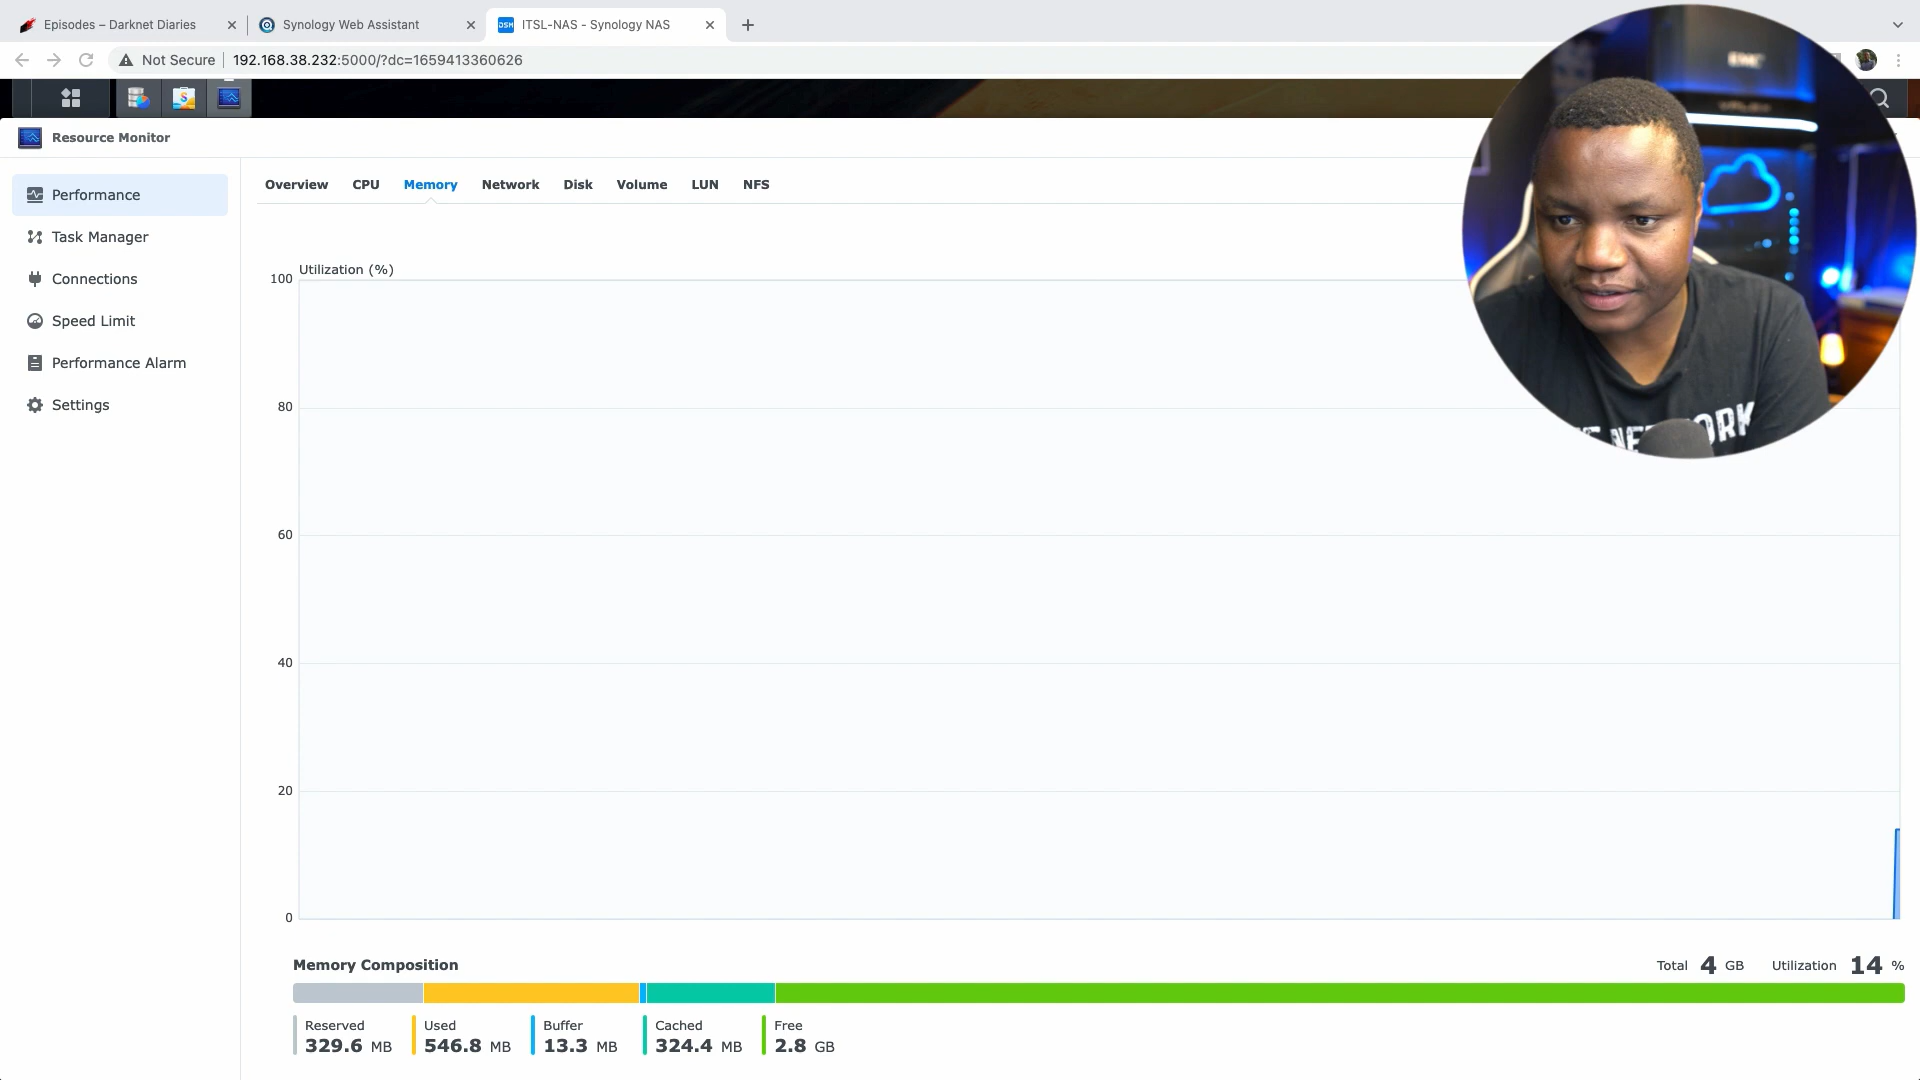 Episodes – Darknet Diaries
Synology Web Assistant
DSM ITSL-NAS - Synology NAS
Not Secure
192.168.38.232:5000/?dc=1659413360626
Resource Monitor
Performance
Task Manager
Connections
Speed Limit
Performance Alarm
Settings
Overview CPU Memory Network Disk Volume LUN NFS
Utilization (%)
100
80
60
40
20
0
Memory Composition
Total 4 GB Utilization 14 %
Reserved Used Buffer Cached Free
329.6 MB 546.8 MB 13.3 MB 324.4 MB 2.8 GB